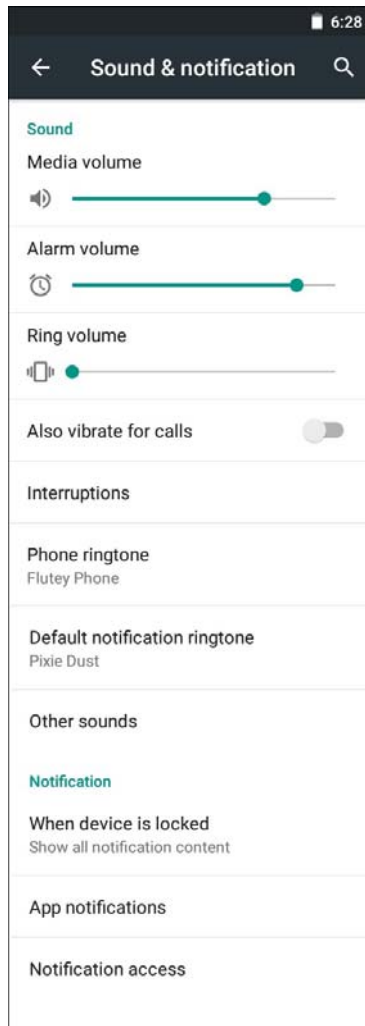 6:28
Sound & notification
Sound
Media volume
Alarm volume
Ring volume
Also vibrate for calls
Interruptions
Phone ringtone
Flutey Phone
Default notification ringtone
Pixie Dust
Other sounds
Notification
When device is locked
Show all notification content
App notifications
Notification access